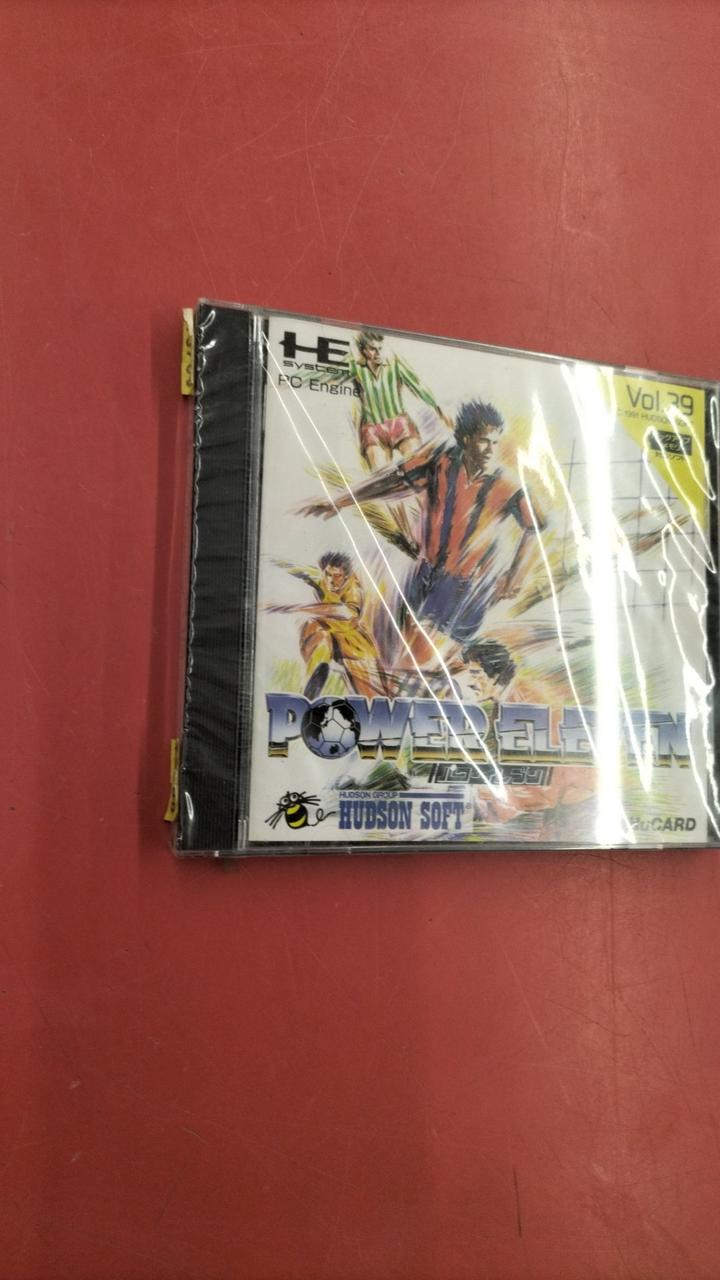 HE
system
PC Engine
Vol.39
POWER ELEVEN
HUDSON GROUP
HUDSON SOFT
HuCARD